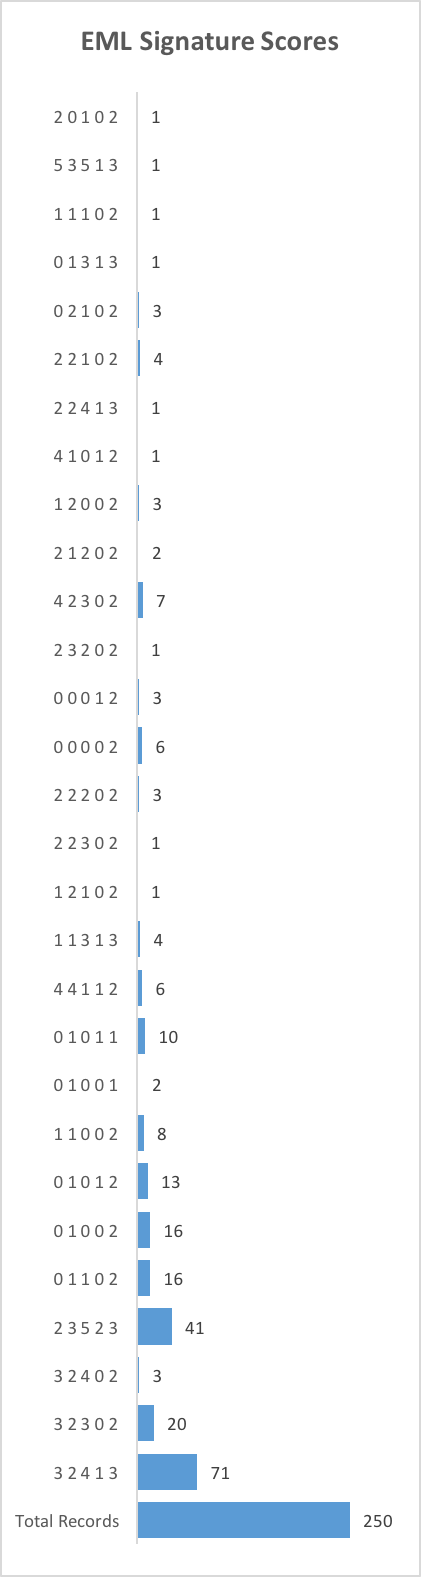 EML Signature Scores
2 0 1 0 2 1
5 3 5 1 3 1
1 1 1 0 2 1
0 1 3 1 3 1
0 2 1 0 2 3
2 2 1 0 2 4
2 2 4 1 3 1
4 1 0 1 2 1
1 2 0 0 2 3
2 1 2 0 2 2
4 2 3 0 2 7
2 3 2 0 2 1
0 0 0 1 2 3
0 0 0 0 2 6
2 2 2 0 2 3
2 2 3 0 2 1
1 2 1 0 2 1
1 1 3 1 3 4
4 4 1 1 2 6
0 1 0 1 1 10
0 1 0 0 1 2
1 1 0 0 2 8
0 1 0 1 2 13
0 1 0 0 2 16
0 1 1 0 2 16
2 3 5 2 3 41
3 2 4 0 2 3
3 2 3 0 2 20
3 2 4 1 3 71
Total Records 250